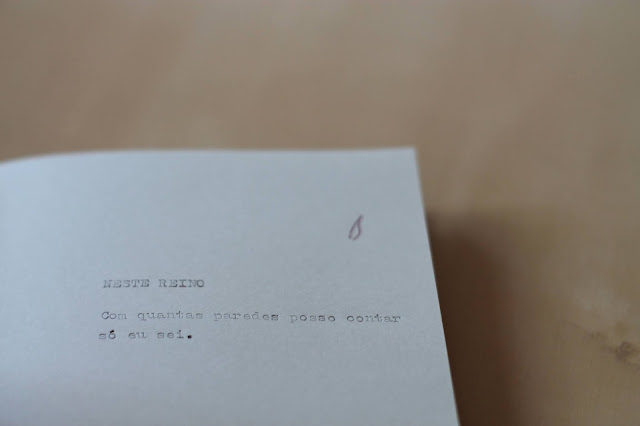 NESTE REINO
Com quantas paredes posso contar
só eu sei.